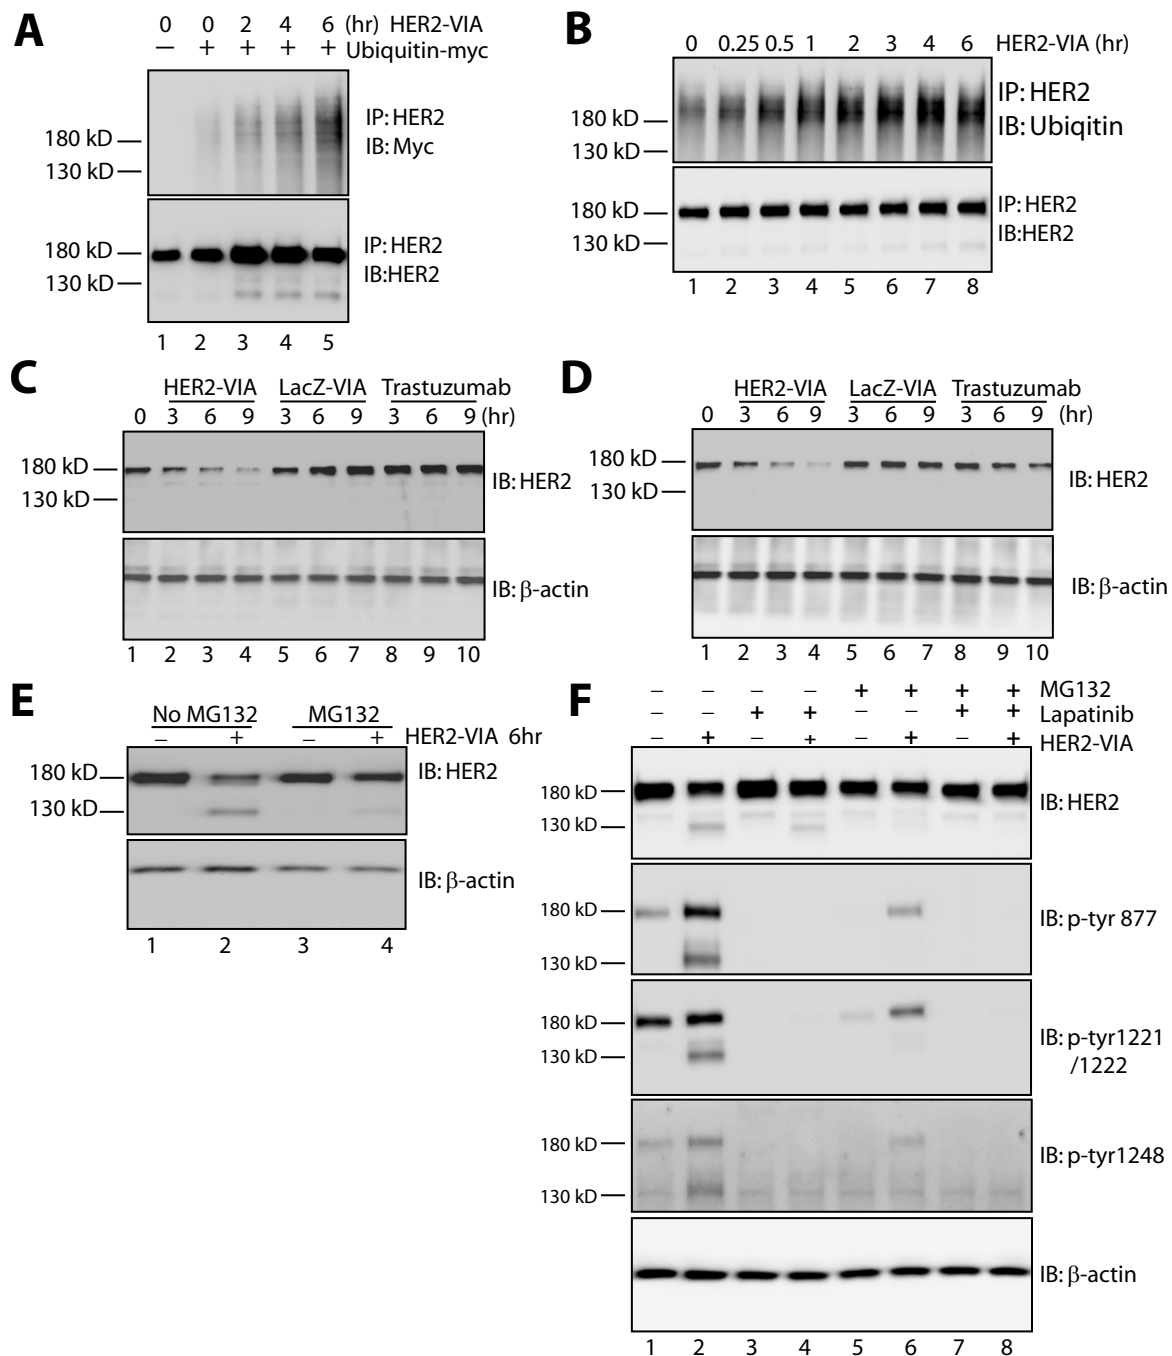 A
0 0 2 4 6 (hr) HER2-VIA
– + + + + Ubiquitin-myc
180 kD
130 kD
IP: HER2
IB: Myc
180 kD
130 kD
IP: HER2
IB:HER2
1 2 3 4 5
B
0 0.25 0.5 1 2 3 4 6 HER2-VIA (hr)
180 kD
130 kD
IP: HER2
IB: Ubiqitin
180 kD
130 kD
IP: HER2
IB:HER2
1 2 3 4 5 6 7 8
C
HER2-VIA LacZ-VIA Trastuzumab
0 3 6 9 3 6 9 3 6 9 (hr)
180 kD
130 kD
IB: HER2
IB: β-actin
1 2 3 4 5 6 7 8 9 10
D
HER2-VIA LacZ-VIA Trastuzumab
0 3 6 9 3 6 9 3 6 9 (hr)
180 kD
130 kD
IB: HER2
IB: β-actin
1 2 3 4 5 6 7 8 9 10
E
No MG132 MG132
– + – + HER2-VIA 6hr
180 kD
130 kD
IB: HER2
IB: β-actin
1 2 3 4
F
– – – – + + + + MG132
– – + + – – + + Lapatinib
– + – + – + – + HER2-VIA
180 kD
130 kD
IB: HER2
180 kD
130 kD
IB: p-tyr 877
180 kD
130 kD
IB: p-tyr1221
/1222
180 kD
130 kD
IB: p-tyr1248
IB: β-actin
1 2 3 4 5 6 7 8